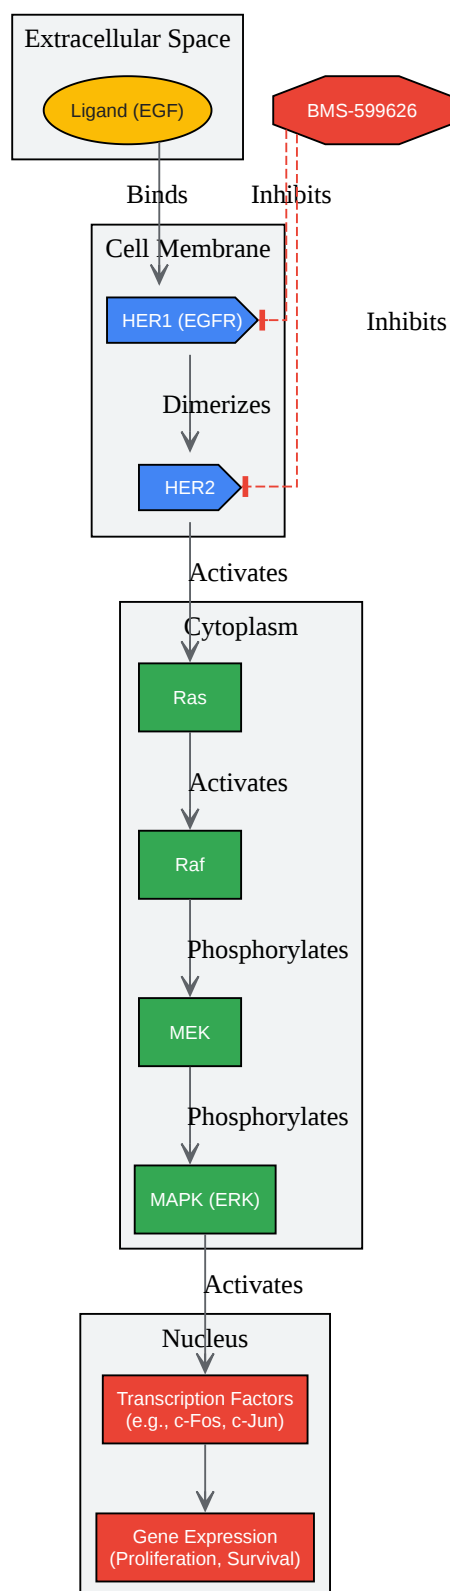 Extracellular Space
Ligand (EGF)
BMS-599626
Binds
Inhibits
Cell Membrane
HER1 (EGFR)
Inhibits
Dimerizes
HER2
Activates
Cytoplasm
Ras
Activates
Raf
Phosphorylates
MEK
Phosphorylates
MAPK (ERK)
Activates
Nucleus
Transcription Factors
(e.g., c-Fos, c-Jun)
Gene Expression
(Proliferation, Survival)